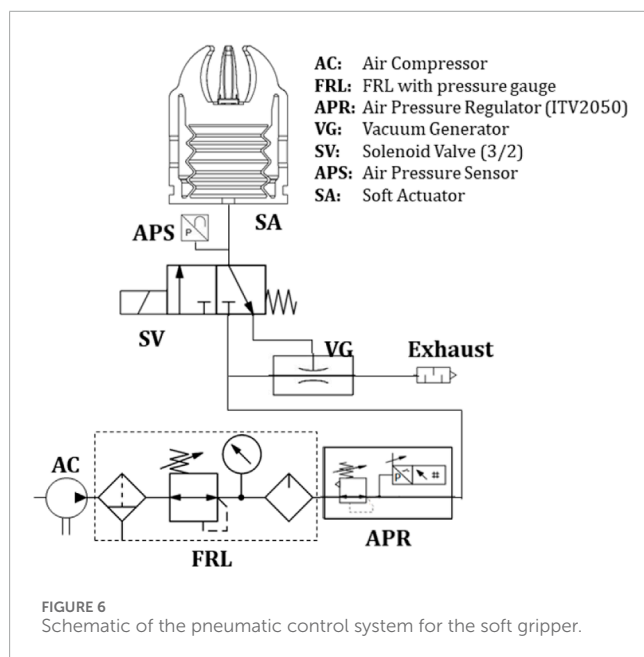 AC: Air Compressor
FRL: FRL with pressure gauge
APR: Air Pressure Regulator (ITV2050)
VG: Vacuum Generator
SV: Solenoid Valve (3/2)
APS: Air Pressure Sensor
SA: Soft Actuator
SA
APS
P
SV
VG
Exhaust
AC
FRL
P
#
APR
FIGURE 6
Schematic of the pneumatic control system for the soft gripper.